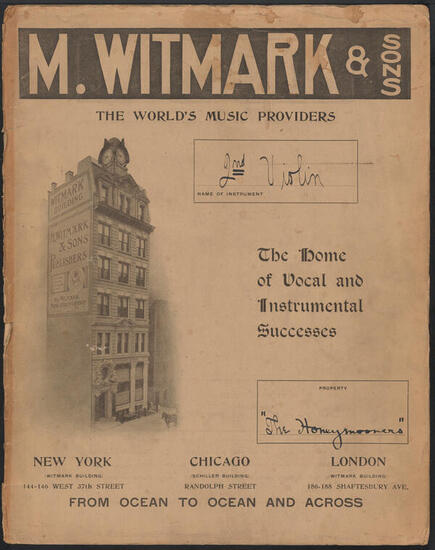 M. WITMARK & SONS
THE WORLD'S MUSIC PROVIDERS
2nd Violin
NAME OF INSTRUMENT
WITMARK
BUILDING
M. WITMARK
& SONS
PUBLISHERS
The Home
of Vocal and
Instrumental
Successes
PROPERTY
"The Honeymooners"
NEW YORK
(WITMARK BUILDING)
144-146 WEST 37th STREET
CHICAGO
(SCHILLER BUILDING)
RANDOLPH STREET
LONDON
(WITMARK BUILDING)
186-188 SHAFTESBURY AVE.
FROM OCEAN TO OCEAN AND ACROSS